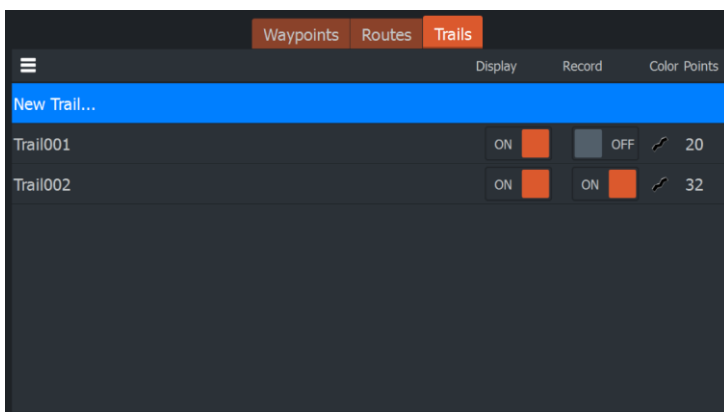 Waypoints Routes Trails
Display Record Color Points
New Trail...
Trail001 ON OFF 20
Trail002 ON ON 32